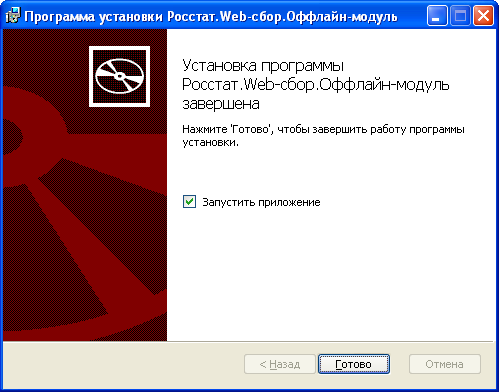 Программа установки Росстат.Web-сбор.Оффлайн-модуль
Установка программы
Росстат.Web-сбор.Оффлайн-модуль
завершена
Нажмите 'Готово', чтобы завершить работу программы
установки.
Запустить приложение
< Назад
Готово
Отмена